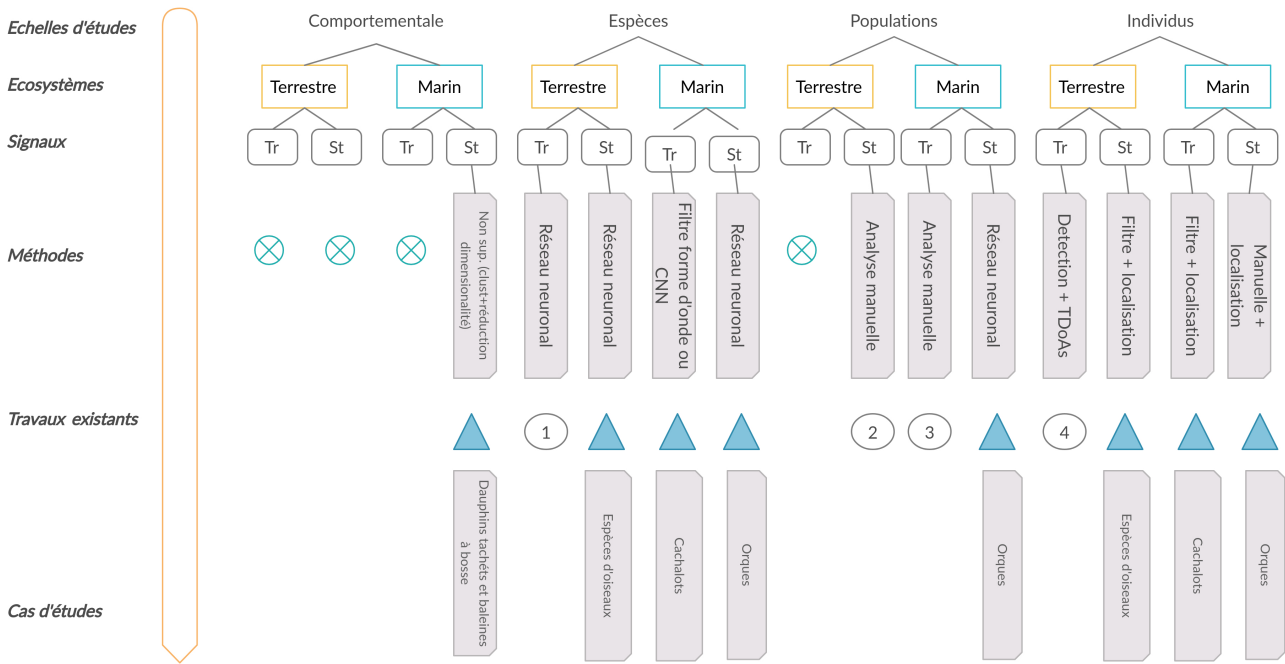 Echelles d'études
Comportementale
Espèces
Populations
Individus
Ecosystèmes
Terrestre
Marin
Terrestre
Marin
Terrestre
Marin
Terrestre
Marin
Signaux
Tr
St
Tr
St
Tr
St
Tr
St
Tr
St
Tr
St
Tr
St
Tr
St
Méthodes
Non sup. (clust+réduction
dimensionalité)
Réseau neuronal
Réseau neuronal
Filtre forme d'onde ou
CNN
Réseau neuronal
Analyse manuelle
Analyse manuelle
Réseau neuronal
Detection + TDoAs
Filtre + localisation
Filtre + localisation
Manuelle +
localisation
Travaux existants
1
2
3
4
Cas d'études
Dauphins tachéts et baleines
à bosse
Espèces d'oiseaux
Cachalots
Orques
Orques
Espèces d'oiseaux
Cachalots
Orques